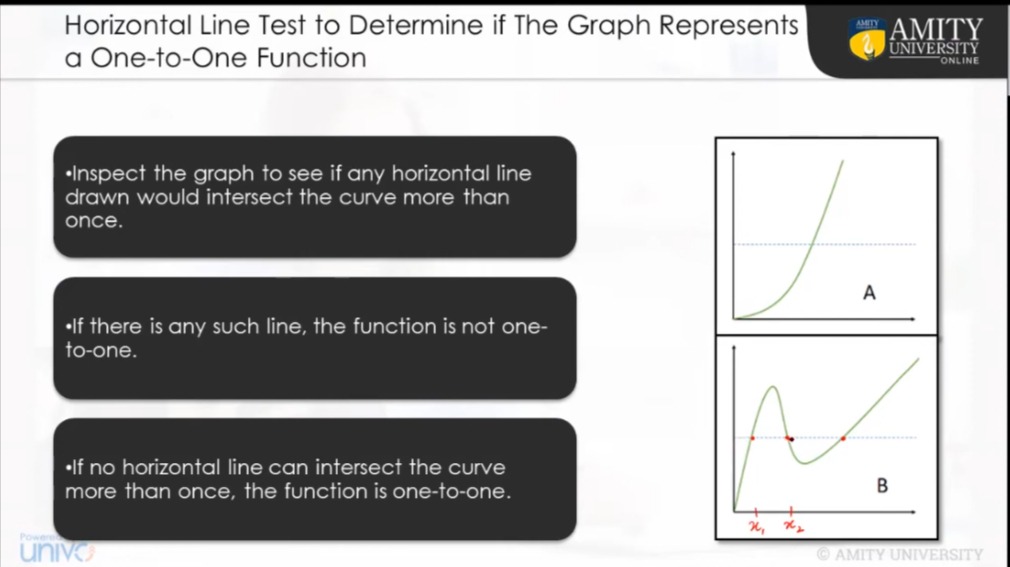 Horizontal Line Test to Determine if The Graph Represents
a One-to-One Function
AMITY
AMITY
UNIVERSITY
ONLINE
•Inspect the graph to see if any horizontal line
drawn would intersect the curve more than
once.
•If there is any such line, the function is not one-
to-one.
•If no horizontal line can intersect the curve
more than once, the function is one-to-one.
A
B
x₁ x₂
Powered
univo
© AMITY UNIVERSITY